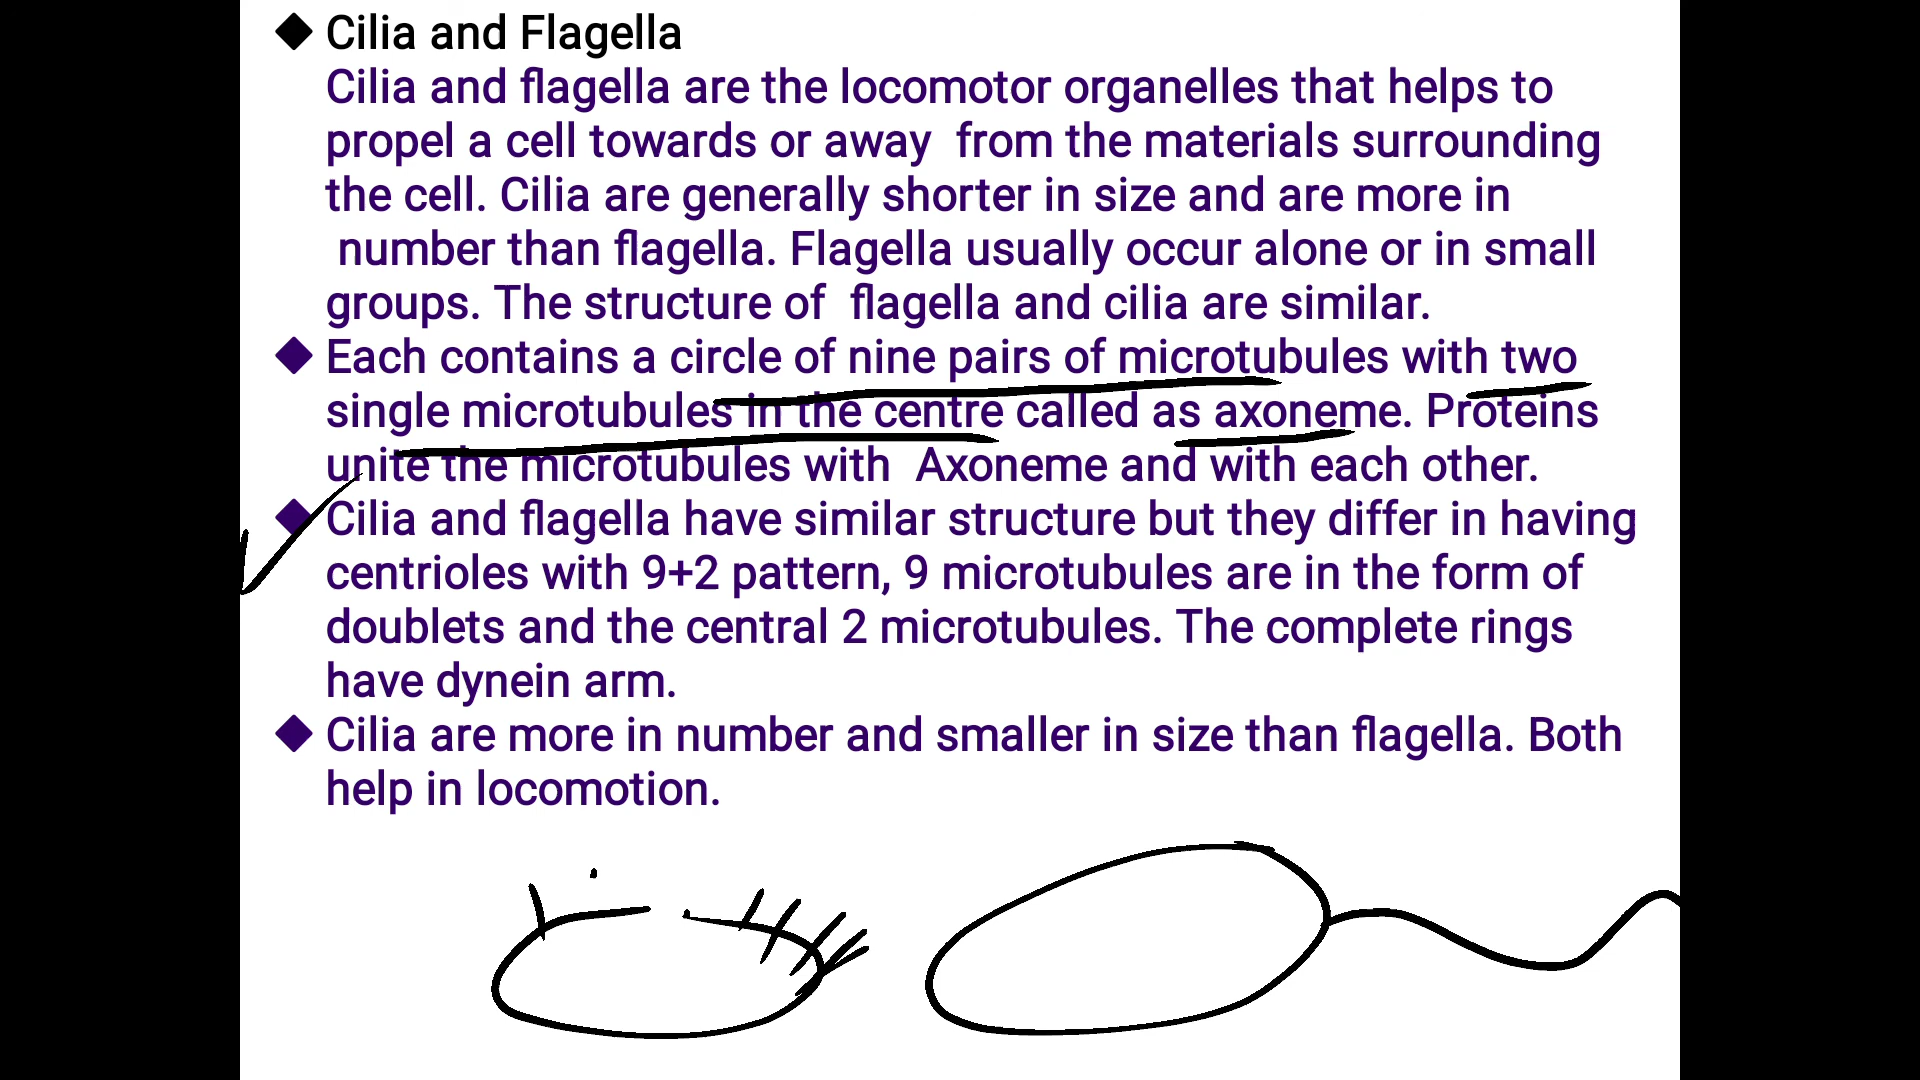 Cilia and Flagella
Cilia and flagella are the locomotor organelles that helps to
propel a cell towards or away from the materials surrounding
the cell. Cilia are generally shorter in size and are more in
number than flagella. Flagella usually occur alone or in small
groups. The structure of flagella and cilia are similar.
Each contains a circle of nine pairs of microtubules with two
single microtubules in the centre called as axoneme. Proteins
unite the microtubules with Axoneme and with each other.
Cilia and flagella have similar structure but they differ in having
centrioles with 9+2 pattern, 9 microtubules are in the form of
doublets and the central 2 microtubules. The complete rings
have dynein arm.
Cilia are more in number and smaller in size than flagella. Both
help in locomotion.